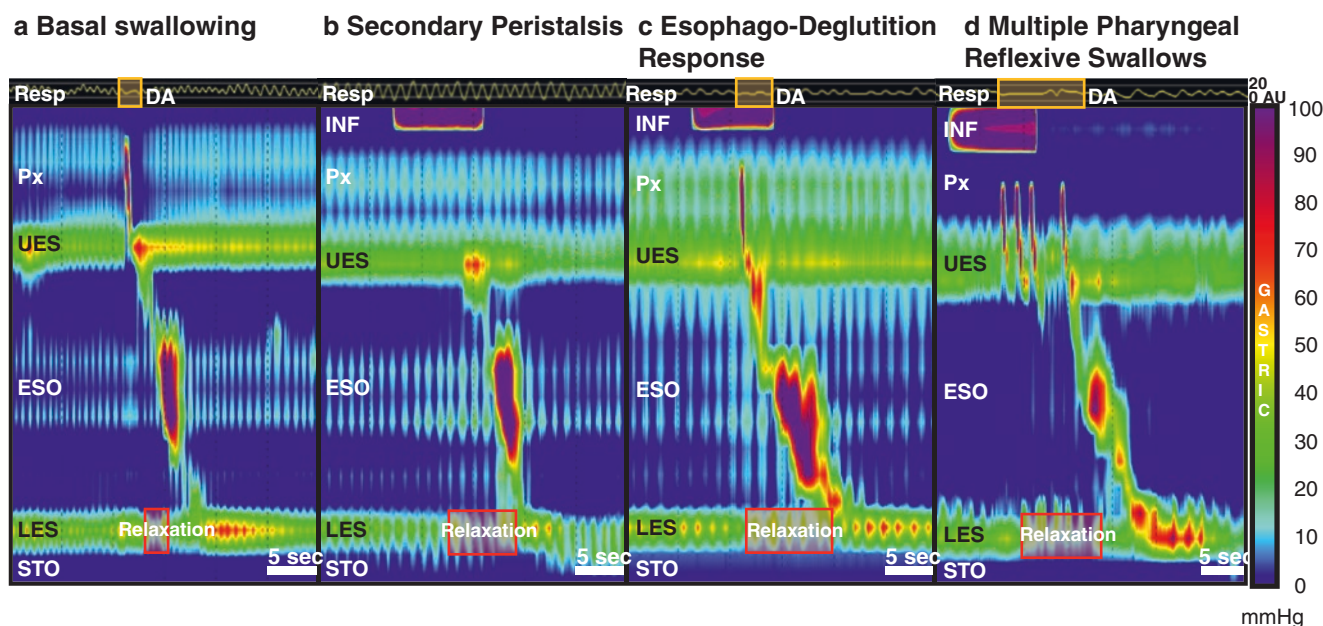 a Basal swallowing
b Secondary Peristalsis
c Esophago-Deglutition
Response
d Multiple Pharyngeal
Reflexive Swallows
Resp
DA
Px
UES
ESO
LES
Relaxation
5 sec
STO
Resp
INF
Px
UES
ESO
LES
Relaxation
5 sec
STO
Resp
DA
INF
Px
UES
ESO
LES
Relaxation
5 sec
STO
Resp
DA
INF
Px
UES
ESO
LES
Relaxation
5 sec
STO
20
0 AU
100
90
80
70
60
50
40
30
20
10
0
GASTRIC
mmHg